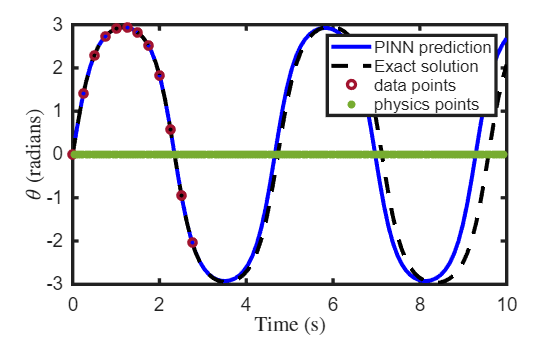 3
2
1
0
-1
-2
-3
θ (radians)
PINN prediction
Exact solution
data points
physics points
0 2 4 6 8 10
Time (s)